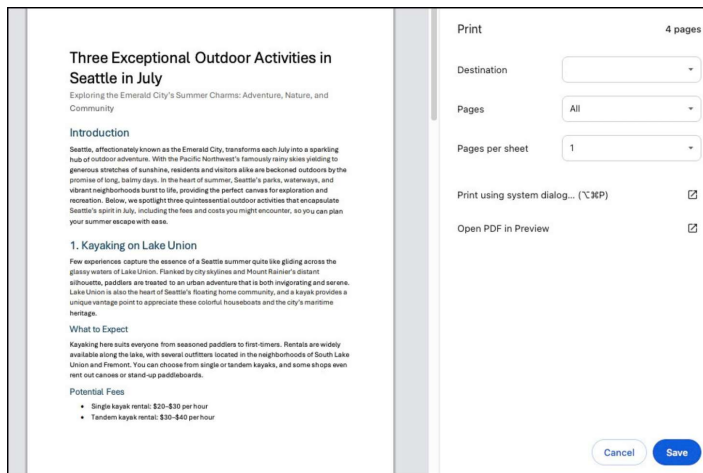 Three Exceptional Outdoor Activities in
Seattle in July
Exploring the Emerald City's Summer Charms: Adventure, Nature, and
Community
Introduction
Seattle, affectionately known as the Emerald City, transforms each July into a sparkling
hub of outdoor adventure. With the Pacific Northwest's famously rainy skies yielding to
generous stretches of sunshine, residents and visitors alike are beckoned outdoors by the
promise of long, balmy days. In the heart of summer, Seattle's parks, waterways, and
vibrant neighborhoods burst to life, providing the perfect canvas for exploration and
recreation. Below, we spotlight three quintessential outdoor activities that encapsulate
Seattle's spirit in July, including the fees and costs you might encounter, so you can plan
your summer escape with ease.
1. Kayaking on Lake Union
Few experiences capture the essence of a Seattle summer quite like gliding across the
glassy waters of Lake Union. Flanked by city skylines and Mount Rainier's distant
silhouette, paddlers are treated to an urban adventure that is both invigorating and serene.
Lake Union is also the heart of Seattle's floating home community, and a kayak provides a
unique vantage point to appreciate these colorful houseboats and the city's maritime
heritage.
What to Expect
Kayaking here suits everyone from seasoned paddlers to first-timers. Rentals are widely
available along the lake, with several outfitters located in the neighborhoods of South Lake
Union and Fremont. You can choose from single or tandem kayaks, and some shops even
rent out canoes or stand-up paddleboards.
Potential Fees
• Single kayak rental: $20–$30 per hour
• Tandem kayak rental: $30–$40 per hour
Print 4 pages
Destination
Pages All
Pages per sheet 1
Print using system dialog... (⌥⌘P)
Open PDF in Preview
Cancel Save